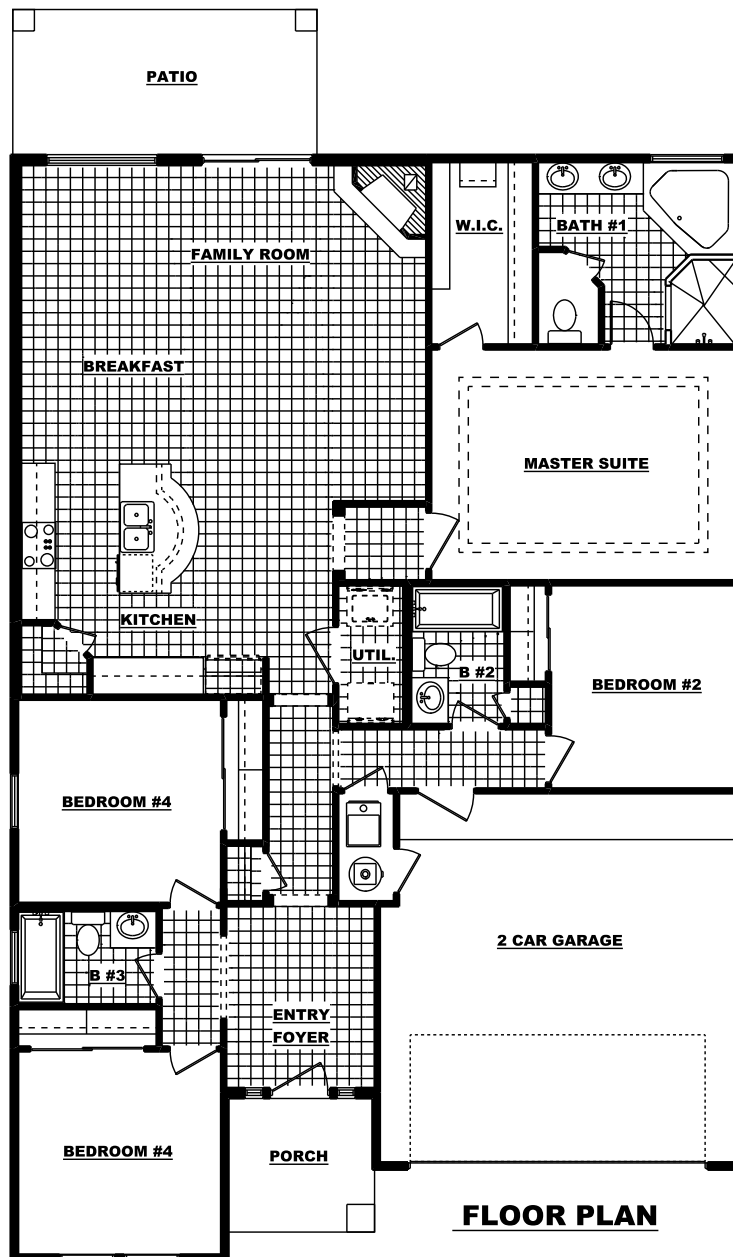 PATIO
FAMILY ROOM
W.I.C.
BATH #1
BREAKFAST
MASTER SUITE
KITCHEN
UTIL.
B #2
BEDROOM #2
BEDROOM #4
2 CAR GARAGE
B #3
ENTRY
FOYER
BEDROOM #4
PORCH
FLOOR PLAN